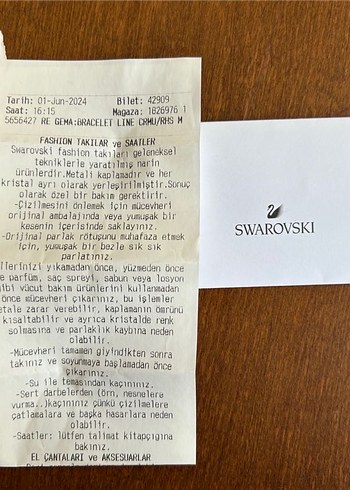 Tarih: 01-Jun-2024 Bilet: 42909
Saat: 16:15 Magaza: 1826976 1
5656427 RE GEMA:BRACELET LINE CRMU/RHS M
FASHION TAKILAR ve SAATLER
Swarovski fashion takıları geleneksel
tekniklerle yaratılmış narin
ürünlerdir.Metali kaplamadır ve her
kristal ayrı olarak yerleştirilmiştir.Sonuç
olarak özel bir bakım gerektirir.
-Çizilmesini önlemek için mücevheri
orijinal ambalajında veya yumuşak bir
kesenin içerisinde saklayınız.
-Orijinal parlak rötuşunu muhafaza etmek
için, yumuşak bir bezle sık sık
parlatınız.
llerinizi yıkamadan önce, yüzmeden önce
e parfüm, saç spreyi, sabun veya losyon
ibi vücut bakım ürünlerini kullanmadan
önce mücevheri çıkarınız, bu işlemler
etale zarar verebilir, kaplamanın ömrünü
kısaltabilir ve ayrıca kristalde renk
solmasına ve parlaklık kaybına neden
olabilir.
-Mücevheri tamamen giyindikten sonra
takınız ve soyunmaya başlamadan önce
çıkarınız.
-Su ile temasından kaçınınız.
-Sert darbelerden (örn, nesnelere
vurma..)kaçınınız çünkü çizilmelere
çatlamalara ve başka hasarlara neden
olabilir.
-Saatler: lütfen talimat kitapçığına
bakınız.
EL ÇANTALARI ve AKSESUARLAR
SWAROVSKI